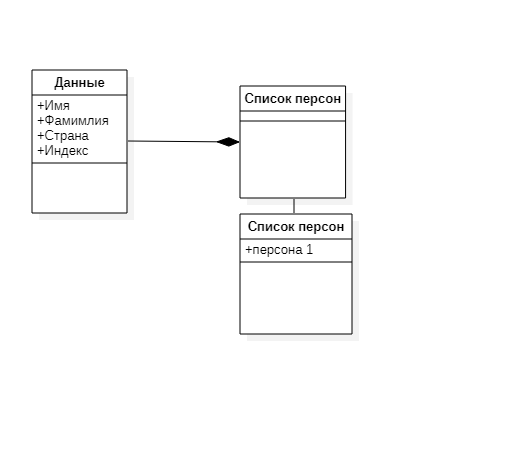 Данные
+Имя
+Фамимлия
+Страна
+Индекс
Список персон
Список персон
+персона 1